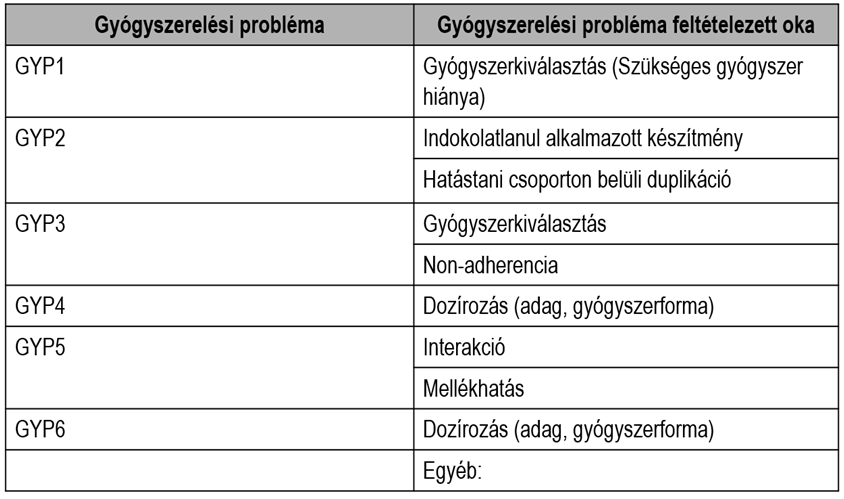 Gyógyszerelési probléma Gyógyszerelési probléma feltételezett oka
GYP1 Gyógyszerkiválasztás (Szükséges gyógyszer
hiánya)
GYP2 Indokolatlanul alkalmazott készítmény
Hatástani csoporton belüli duplikáció
GYP3 Gyógyszerkiválasztás
Non-adherencia
GYP4 Dozírozás (adag, gyógyszerforma)
GYP5 Interakció
Mellékhatás
GYP6 Dozírozás (adag, gyógyszerforma)
Egyéb: